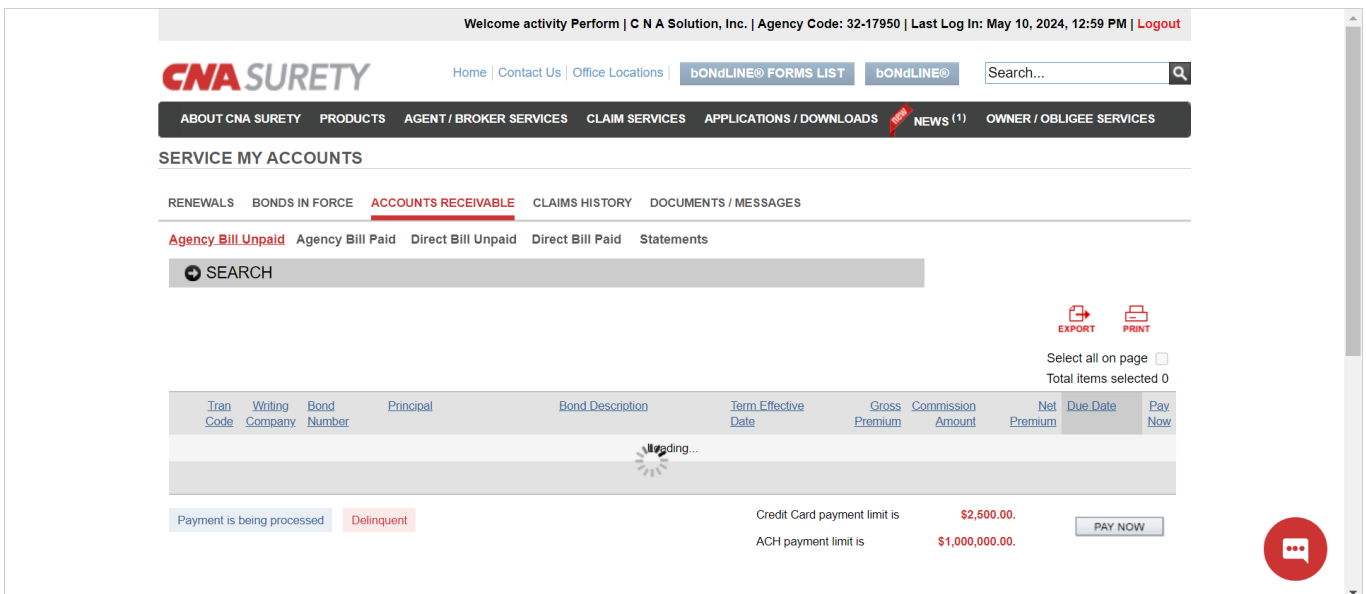 Welcome activity Perform | C N A Solution, Inc. | Agency Code: 32-17950 | Last Log In: May 10, 2024, 12:59 PM | Logout
CNA SURETY
Home | Contact Us | Office Locations | bONdLINE® FORMS LIST bONdLINE® Search...
ABOUT CNA SURETY PRODUCTS AGENT / BROKER SERVICES CLAIM SERVICES APPLICATIONS / DOWNLOADS new NEWS (1) OWNER / OBLIGEE SERVICES
SERVICE MY ACCOUNTS
RENEWALS BONDS IN FORCE ACCOUNTS RECEIVABLE CLAIMS HISTORY DOCUMENTS / MESSAGES
Agency Bill Unpaid Agency Bill Paid Direct Bill Unpaid Direct Bill Paid Statements
SEARCH
EXPORT PRINT
Select all on page
Total items selected 0
Tran Writing Bond Principal Bond Description Term Effective Gross Commission Net Due Date Pay
Code Company Number Date Premium Amount Premium Now
loading...
Payment is being processed Delinquent Credit Card payment limit is $2,500.00. PAY NOW
ACH payment limit is $1,000,000.00.